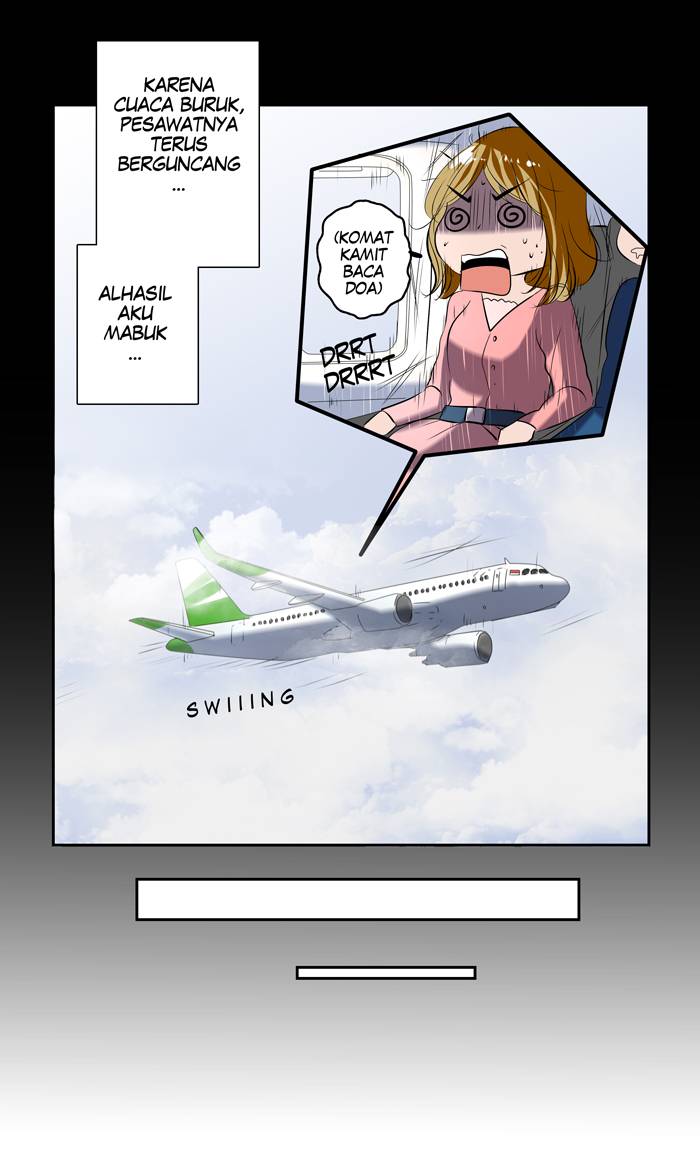 KARENA
CUACA BURUK,
PESAWATNYA
TERUS
BERGUNCANG
...
ALHASIL
AKU
MABUK
...
(KOMAT
KAMIT
BACA
DOA)
DRRT
DRRRT
SWIIING